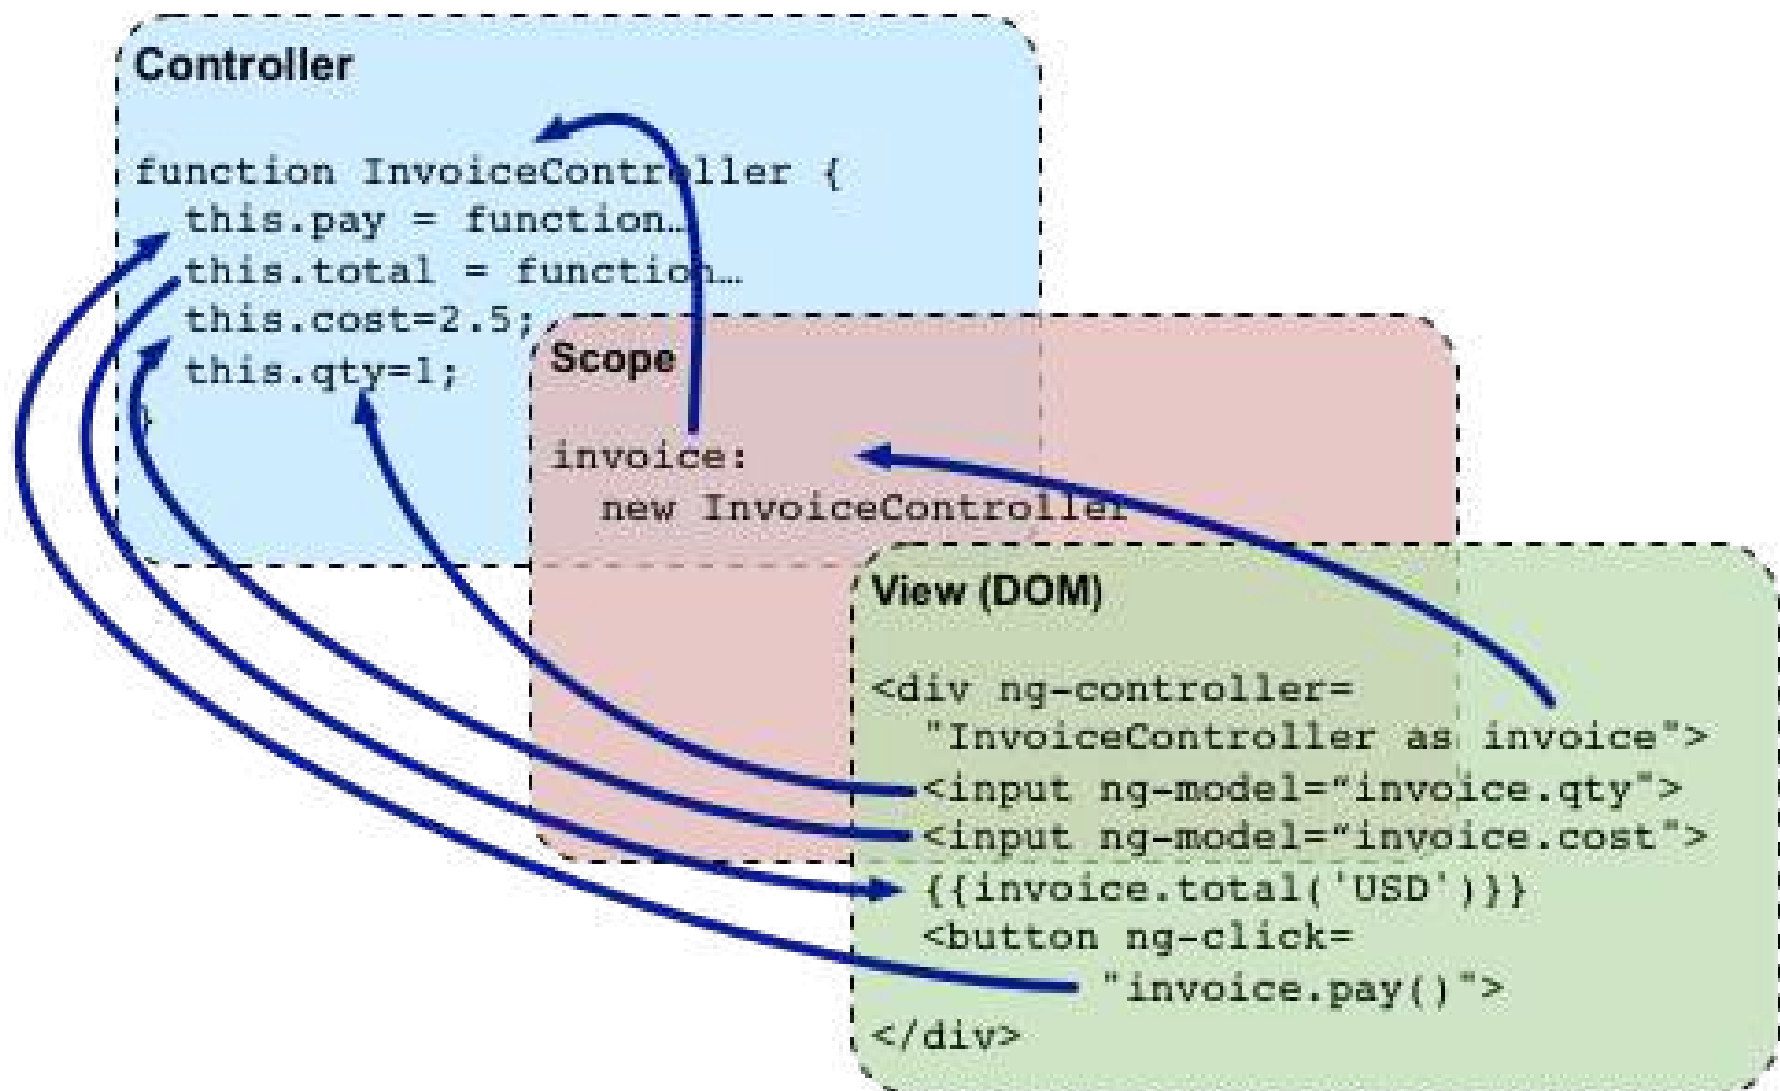 Controller
function InvoiceController {
this.pay = function…
this.total = function…
this.cost=2.5;
this.qty=1;
}
Scope
invoice:
new InvoiceController
View (DOM)
<div ng-controller=
"InvoiceController as invoice">
<input ng-model=“invoice.qty">
<input ng-model=“invoice.cost">
{{invoice.total('USD')}}
<button ng-click=
"invoice.pay()">
</div>